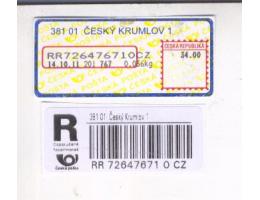 381 01 ČESKÝ KRUMLOV 1
RR726476710CZ
14.10.11 201 767 0.056kg
ČESKÁ REPUBLIKA
34.00
R
381 01 Český Krumlov 1
Doporučeně
Recommandé
Česká pošta
RR 72647671 0 CZ